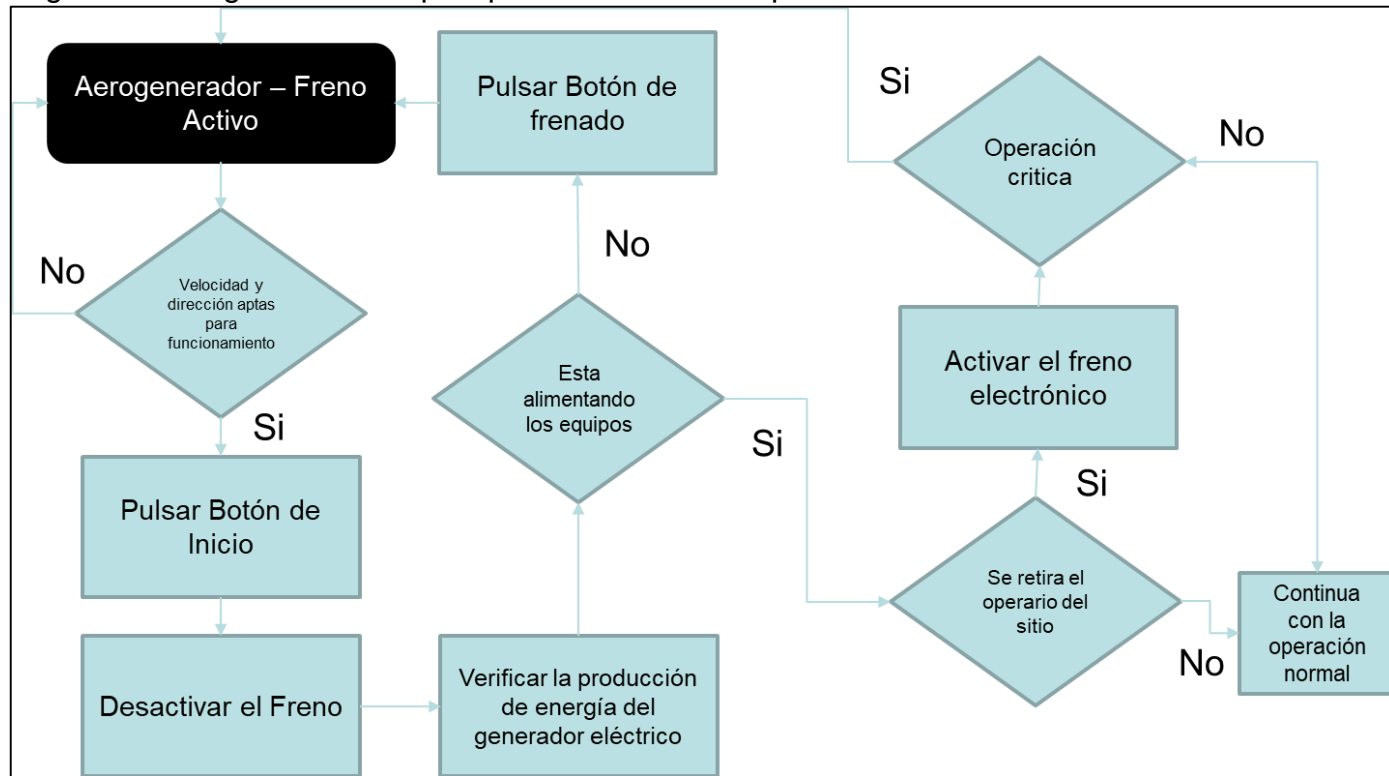 Aerogenerador – Freno
Activo
Pulsar Botón de
frenado
Si
Operación
critica
No
No
Velocidad y
dirección aptas
para
funcionamiento
Si
No
Esta
alimentando
los equipos
Si
Activar el freno
electrónico
Si
Pulsar Botón de
Inicio
Se retira el
operario del
sitio
No
Continua
con la
operación
normal
Desactivar el Freno
Verificar la producción
de energía del
generador eléctrico